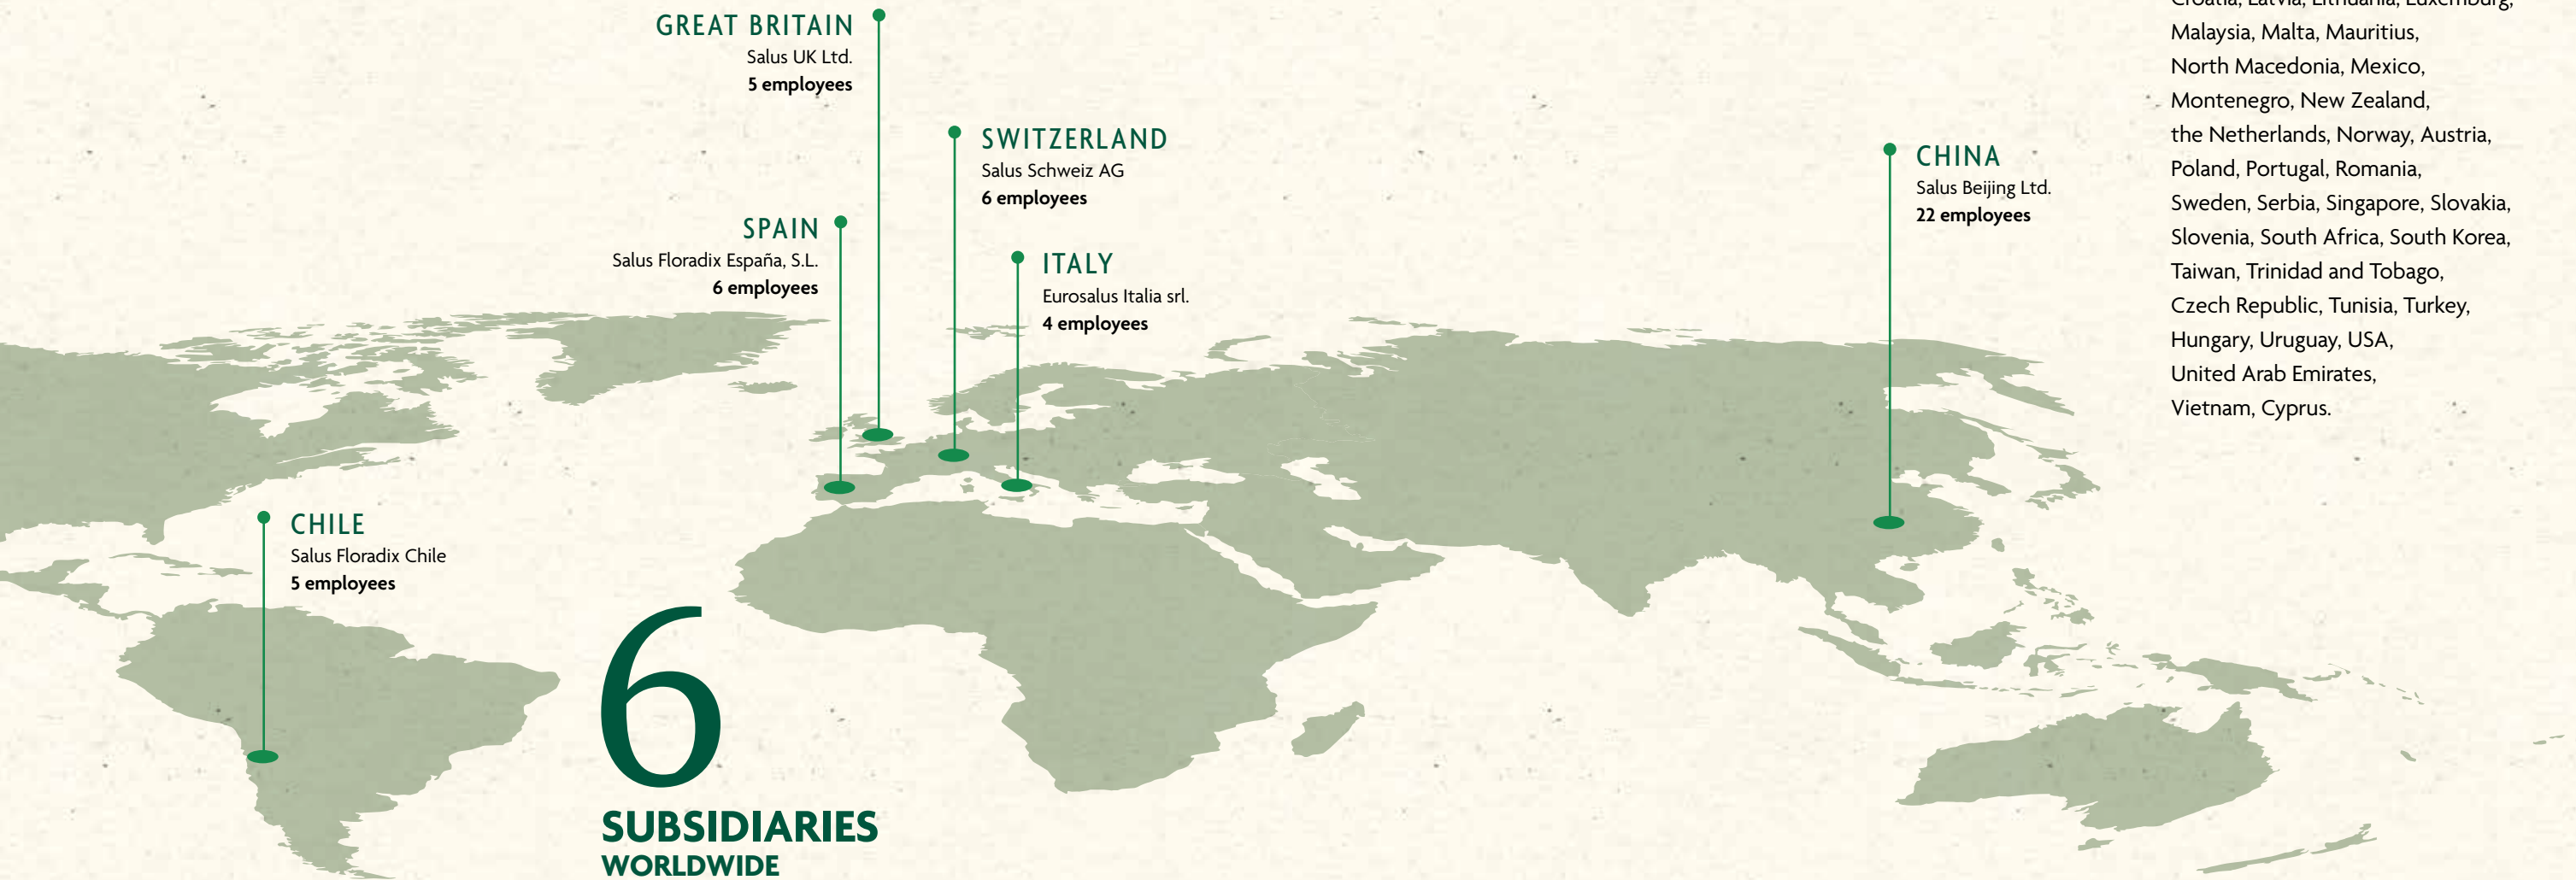 GREAT BRITAIN
Salus UK Ltd.
5 employees
SWITZERLAND
Salus Schweiz AG
6 employees
SPAIN
Salus Floradix España, S.L.
6 employees
ITALY
Eurosalus Italia srl.
4 employees
CHINA
Salus Beijing Ltd.
22 employees
CHILE
Salus Floradix Chile
5 employees
6
SUBSIDIARIES
WORLDWIDE
Croatia, Latvia, Lithuania, Luxemburg,
Malaysia, Malta, Mauritius,
North Macedonia, Mexico,
Montenegro, New Zealand,
the Netherlands, Norway, Austria,
Poland, Portugal, Romania,
Sweden, Serbia, Singapore, Slovakia,
Slovenia, South Africa, South Korea,
Taiwan, Trinidad and Tobago,
Czech Republic, Tunisia, Turkey,
Hungary, Uruguay, USA,
United Arab Emirates,
Vietnam, Cyprus.